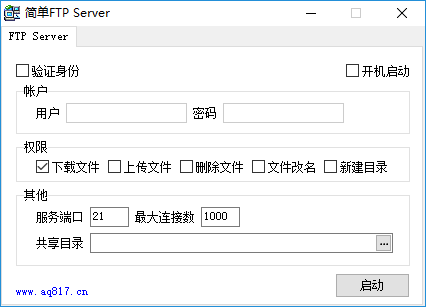 简单FTP Server
FTP Server
验证身份 开机启动
帐户
用户 密码
权限
下载文件 上传文件 删除文件 文件改名 新建目录
其他
服务端口 21 最大连接数 1000
共享目录 ...
www.aq817.cn 启动